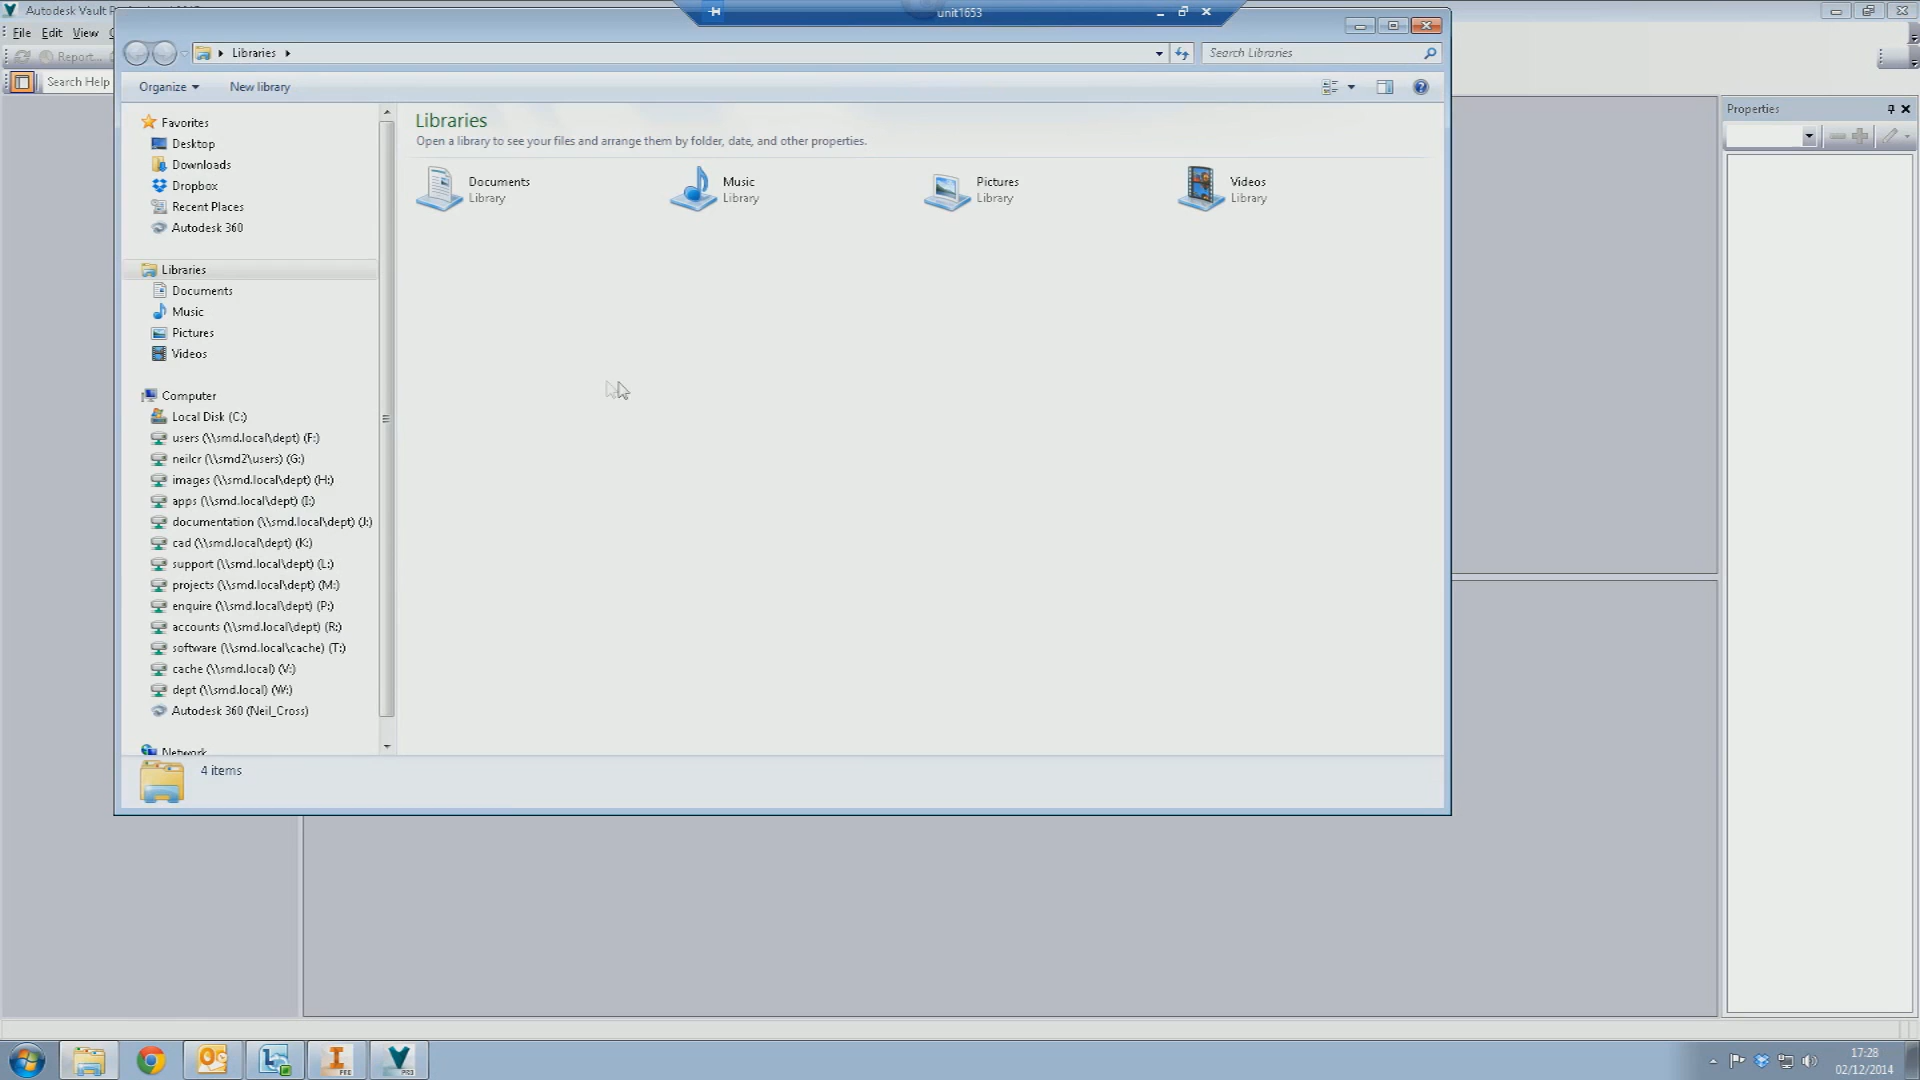 Autodesk Vault P
unit1653
File Edit View
Libraries
Search Libraries
Report...
Search Help
Organize New library
Properties
Favorites
Desktop
Downloads
Dropbox
Recent Places
Autodesk 360
Libraries
Documents
Music
Pictures
Videos
Computer
Local Disk (C:)
users (\\smd.local\dept) (F:)
neilcr (\\smd2\users) (G:)
images (\\smd.local\dept) (H:)
apps (\\smd.local\dept) (I:)
documentation (\\smd.local\dept) (J:)
cad (\\smd.local\dept) (K:)
support (\\smd.local\dept) (L:)
projects (\\smd.local\dept) (M:)
enquire (\\smd.local\dept) (P:)
accounts (\\smd.local\dept) (R:)
software (\\smd.local\cache) (T:)
cache (\\smd.local) (V:)
dept (\\smd.local) (W:)
Autodesk 360 (Neil_Cross)
Network
Libraries
Open a library to see your files and arrange them by folder, date, and other properties.
Documents
Library
Music
Library
Pictures
Library
Videos
Library
4 items
PRO
PRO
17:28
02/12/2014